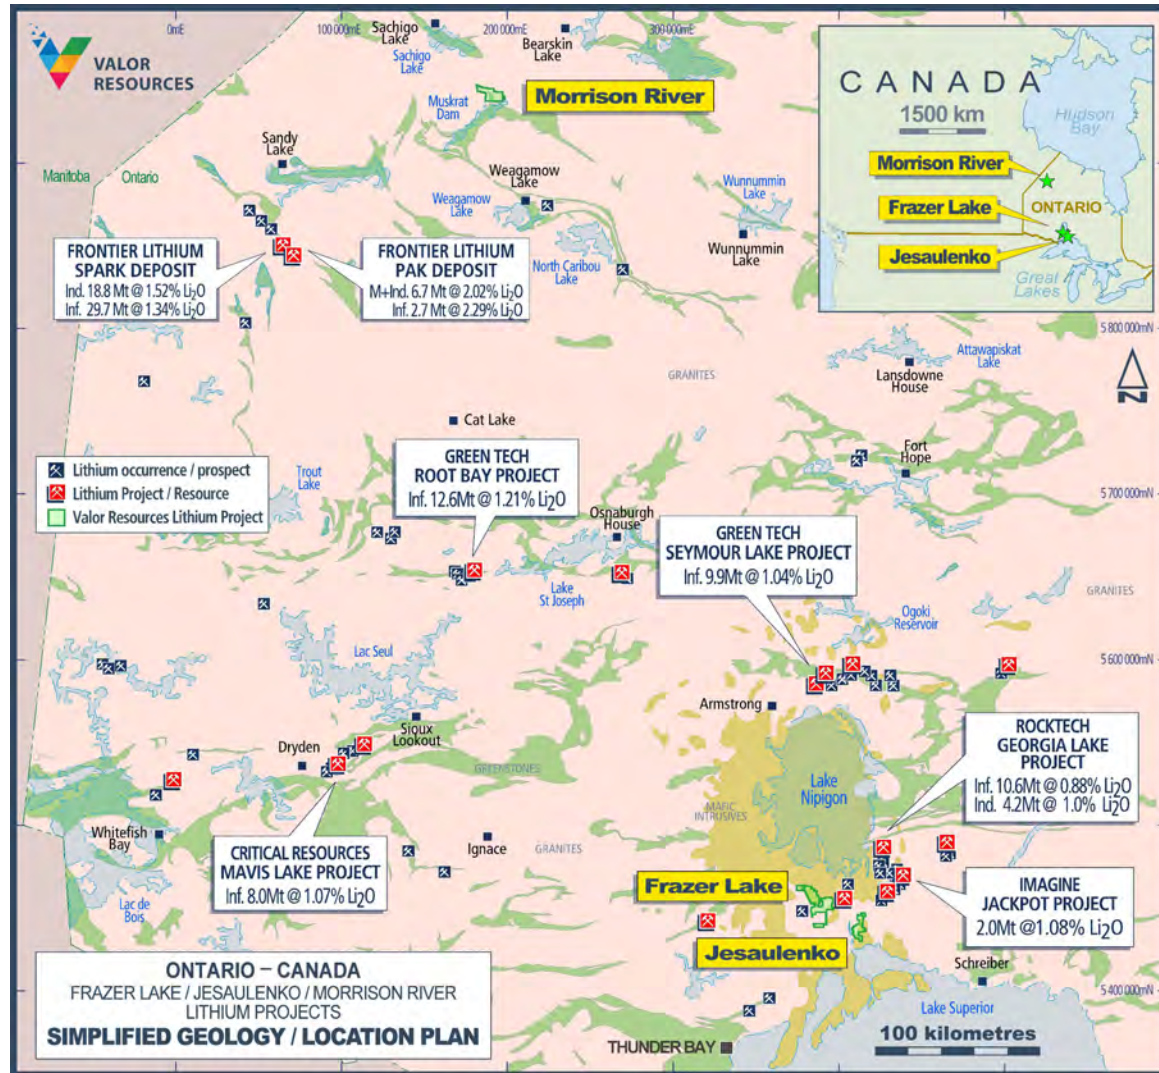 VALOR
RESOURCES
0mE
100 000mE
200 000mE
300 000mE
Sachigo
Lake
Sachigo
Lake
Bearskin
Lake
Muskrat
Dam
Morrison River
Sandy
Lake
Manitoba
Ontario
Weagamow
Lake
Weagamow
Lake
Wunnummin
Lake
Wunnummin
Lake
North Caribou
Lake
CANADA
1500 km
Hudson
Bay
Morrison River
Frazer Lake
ONTARIO
Jesaulenko
Great
Lakes
FRONTIER LITHIUM
SPARK DEPOSIT
Ind. 18.8 Mt @ 1.52% Li₂O
Inf. 29.7 Mt @ 1.34% Li₂O
FRONTIER LITHIUM
PAK DEPOSIT
M+Ind. 6.7 Mt @ 2.02% Li₂O
Inf. 2.7 Mt @ 2.29% Li₂O
5 800 000mN
N
Attawapiskat
Lake
Lansdowne
House
GRANITES
Cat Lake
Lithium occurrence / prospect
Lithium Project / Resource
Valor Resources Lithium Project
Trout
Lake
GREEN TECH
ROOT BAY PROJECT
Inf. 12.6Mt @ 1.21% Li₂O
Fort
Hope
5 700 000mN
Osnaburgh
House
GREEN TECH
SEYMOUR LAKE PROJECT
Inf. 9.9Mt @ 1.04% Li₂O
Lake
St Joseph
GRANITES
Ogoki
Reservoir
Lac Seul
5 600 000mN
Armstrong
Sioux
Lookout
Dryden
GREENSTONES
ROCKTECH
GEORGIA LAKE
PROJECT
Inf. 10.6Mt @ 0.88% Li₂O
Ind. 4.2Mt @ 1.0% Li₂O
Lake
Nipigon
MAFIC
INTRUSIVES
Whitefish
Bay
Ignace
GRANITES
CRITICAL RESOURCES
MAVIS LAKE PROJECT
Inf. 8.0Mt @ 1.07% Li₂O
Lac de
Bois
Frazer Lake
IMAGINE
JACKPOT PROJECT
2.0Mt @1.08% Li₂O
Jesaulenko
Schreiber
5 400 000mN
ONTARIO – CANADA
FRAZER LAKE / JESAULENKO / MORRISON RIVER
LITHIUM PROJECTS
SIMPLIFIED GEOLOGY / LOCATION PLAN
Lake Superior
100 kilometres
THUNDER BAY